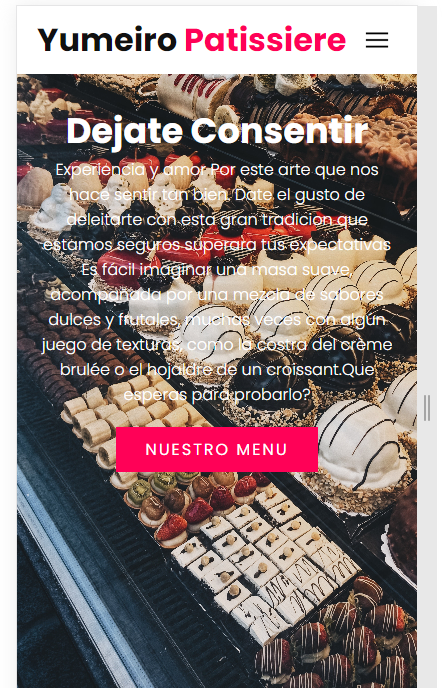 Yumeiro Patissiere
Dejate Consentir
Experiencia y amor Por este arte que nos
hace sentir tan bien, Date el gusto de
deleitarte con esta gran tradicion que
estamos seguros superara tus expectativas
Es fácil imaginar una masa suave,
acompañada por una mezcla de sabores
dulces y frutales, muchas veces con algún
juego de texturas, como la costra del crème
brulée o el hojaldre de un croissant.Que
esperas para probarlo?
NUESTRO MENU